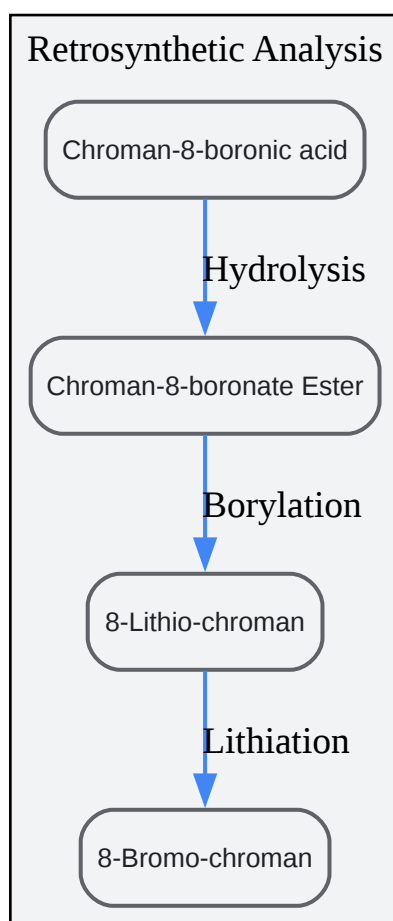 Retrosynthetic Analysis
Chroman-8-boronic acid
Hydrolysis
Chroman-8-boronate Ester
Borylation
8-Lithio-chroman
Lithiation
8-Bromo-chroman